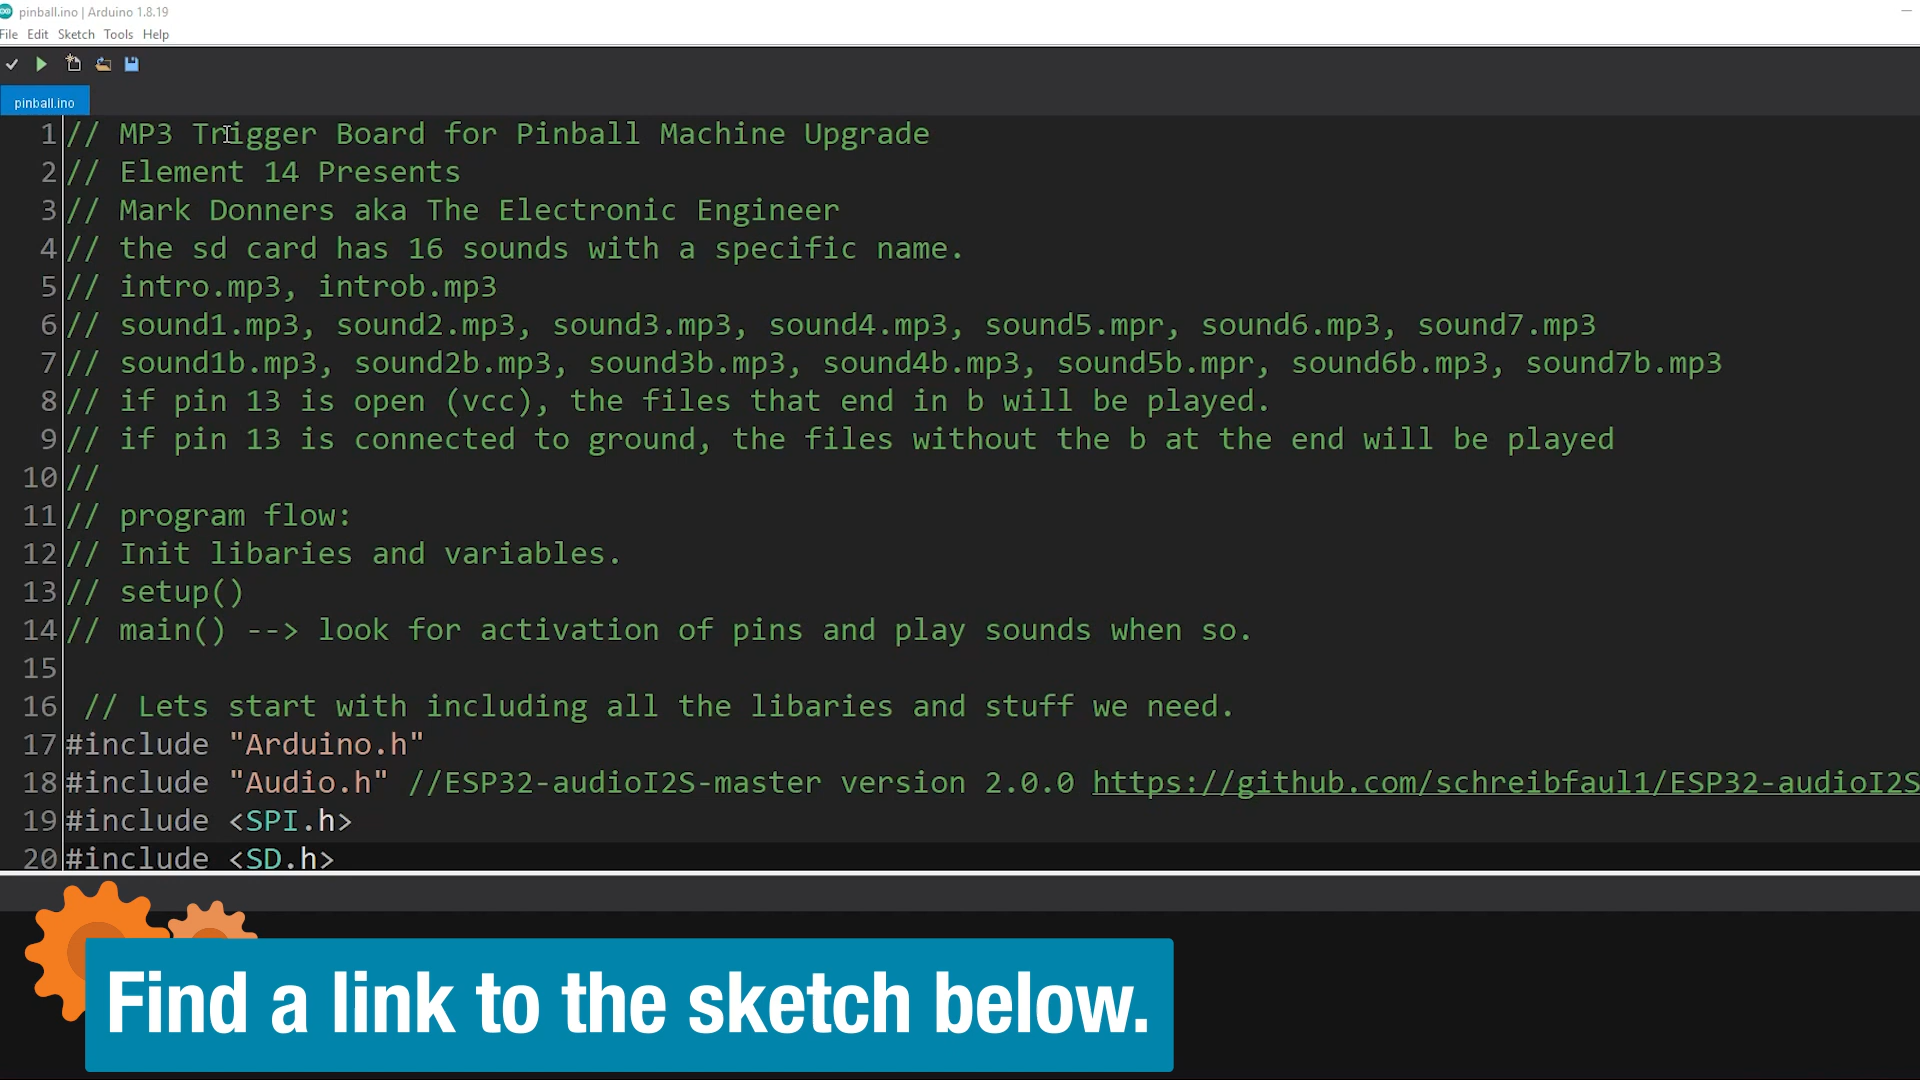 pinball.ino | Arduino 1.8.19
File Edit Sketch Tools Help
pinball.ino
1 // MP3 Trigger Board for Pinball Machine Upgrade
2 // Element 14 Presents
3 // Mark Donners aka The Electronic Engineer
4 // the sd card has 16 sounds with a specific name.
5 // intro.mp3, introb.mp3
6 // sound1.mp3, sound2.mp3, sound3.mp3, sound4.mp3, sound5.mpr, sound6.mp3, sound7.mp3
7 // sound1b.mp3, sound2b.mp3, sound3b.mp3, sound4b.mp3, sound5b.mpr, sound6b.mp3, sound7b.mp3
8 // if pin 13 is open (vcc), the files that end in b will be played.
9 // if pin 13 is connected to ground, the files without the b at the end will be played
10 //
11 // program flow:
12 // Init libaries and variables.
13 // setup()
14 // main() --> look for activation of pins and play sounds when so.
15
16 // Lets start with including all the libaries and stuff we need.
17 #include "Arduino.h"
18 #include "Audio.h" //ESP32-audioI2S-master version 2.0.0 https://github.com/schreibfaul1/ESP32-audioI2S
19 #include <SPI.h>
20 #include <SD.h>
Find a link to the sketch below.